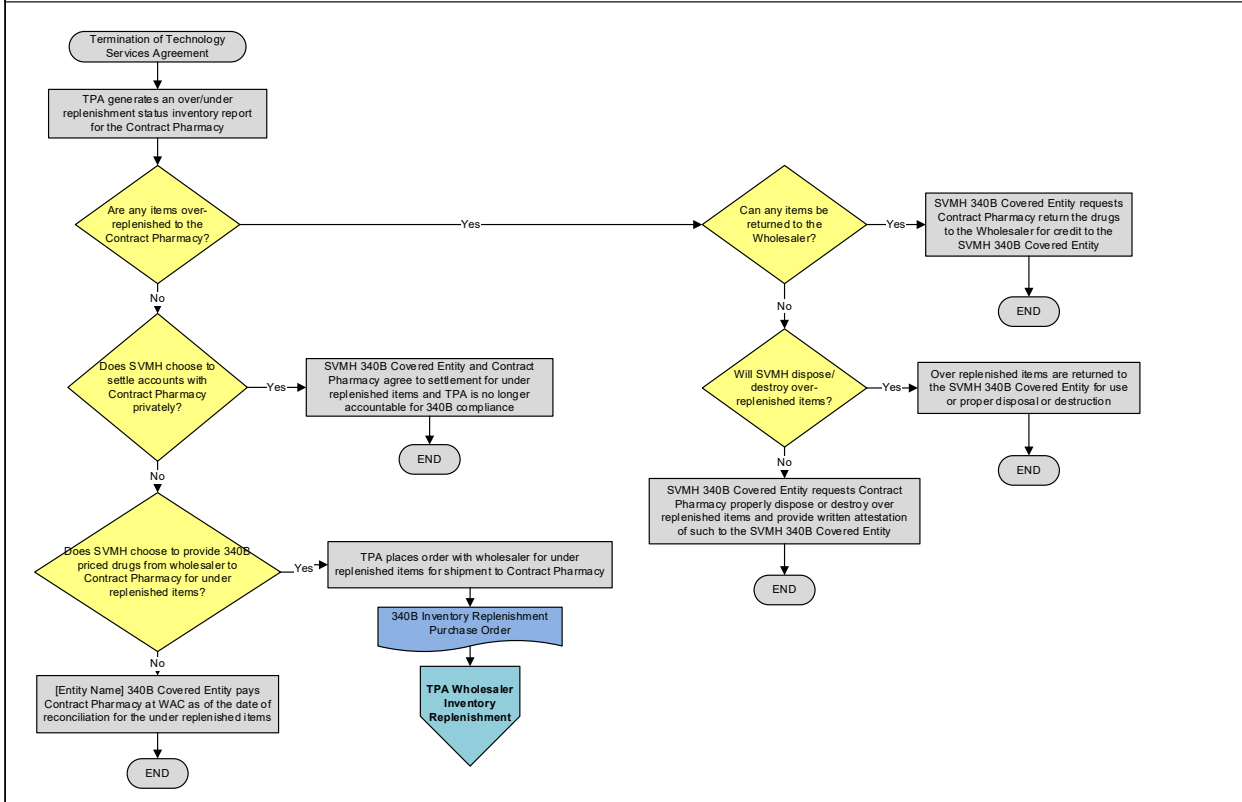 Termination of Technology
Services Agreement
TPA generates an over/under
replenishment status inventory report
for the Contract Pharmacy
Are any items over-
replenished to the
Contract Pharmacy?
Yes
Can any items be
returned to the
Wholesaler?
Yes
SVMH 340B Covered Entity requests
Contract Pharmacy return the drugs
to the Wholesaler for credit to the
SVMH 340B Covered Entity
END
No
No
Does SVMH choose to
settle accounts with
Contract Pharmacy
privately?
Yes
SVMH 340B Covered Entity and Contract
Pharmacy agree to settlement for under
replenished items and TPA is no longer
accountable for 340B compliance
END
Will SVMH dispose/
destroy over-
replenished items?
Yes
Over replenished items are returned to
the SVMH 340B Covered Entity for use
or proper disposal or destruction
END
No
No
SVMH 340B Covered Entity requests Contract
Pharmacy properly dispose or destroy over
replenished items and provide written attestation
of such to the SVMH 340B Covered Entity
END
Does SVMH choose to provide 340B
priced drugs from wholesaler to
Contract Pharmacy for under
replenished items?
Yes
TPA places order with wholesaler for under
replenished items for shipment to Contract Pharmacy
340B Inventory Replenishment
Purchase Order
TPA Wholesaler
Inventory
Replenishment
No
[Entity Name] 340B Covered Entity pays
Contract Pharmacy at WAC as of the date of
reconciliation for the under replenished items
END